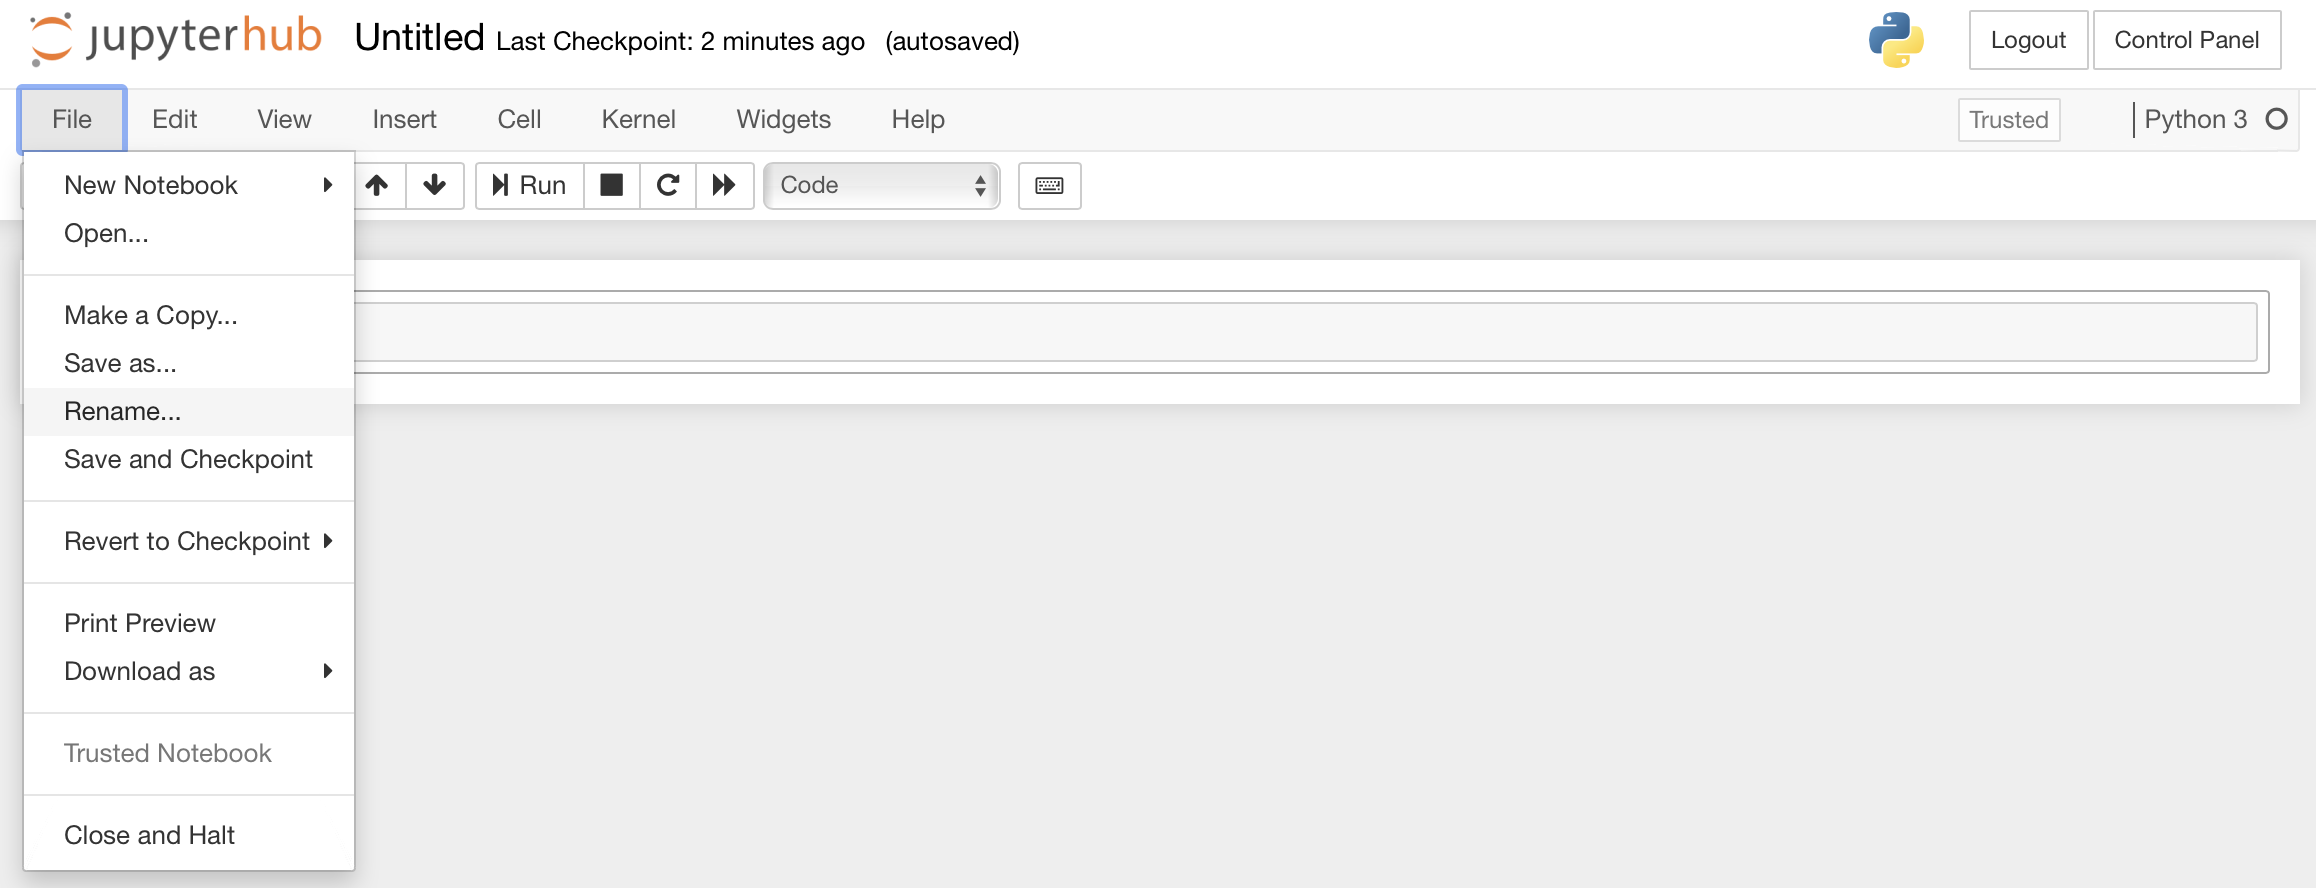 jupyterhub Untitled Last Checkpoint: 2 minutes ago (autosaved) Logout Control Panel
File Edit View Insert Cell Kernel Widgets Help Trusted Python 3
Run Code
New Notebook
Open...
Make a Copy...
Save as...
Rename...
Save and Checkpoint
Revert to Checkpoint
Print Preview
Download as
Trusted Notebook
Close and Halt